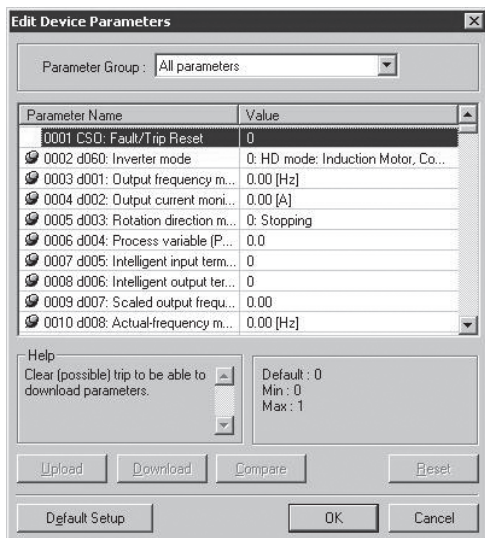 Edit Device Parameters
Parameter Group : All parameters
Parameter Name Value
0001 CSO: Fault/Trip Reset 0
0002 d060: Inverter mode 0: HD mode: Induction Motor, Co...
0003 d001: Output frequency m... 0.00 [Hz]
0004 d002: Output current moni... 0.00 [A]
0005 d003: Rotation direction m... 0: Stopping
0006 d004: Process variable (P... 0.0
0007 d005: Intelligent input term... 0
0008 d006: Intelligent output ter... 0
0009 d007: Scaled output frequ... 0.00
0010 d008: Actual-frequency m... 0.00 [Hz]
Help
Clear (possible) trip to be able to
download parameters.
Default : 0
Min : 0
Max : 1
Upload Download Compare Reset
Default Setup OK Cancel